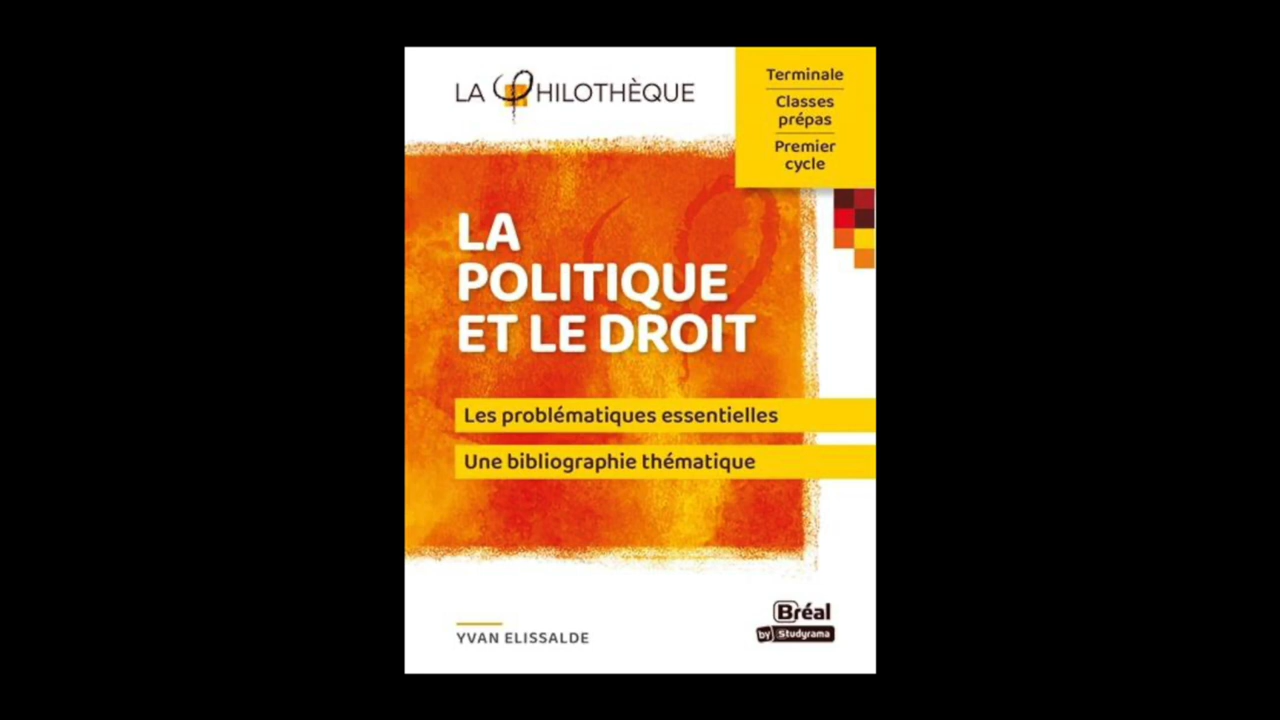 LA PHILOTHÈQUE
Terminale
Classes
prépas
Premier
cycle
LA
POLITIQUE
ET LE DROIT
Les problématiques essentielles
Une bibliographie thématique
YVAN ELISSALDE
Bréal
by Studyrama